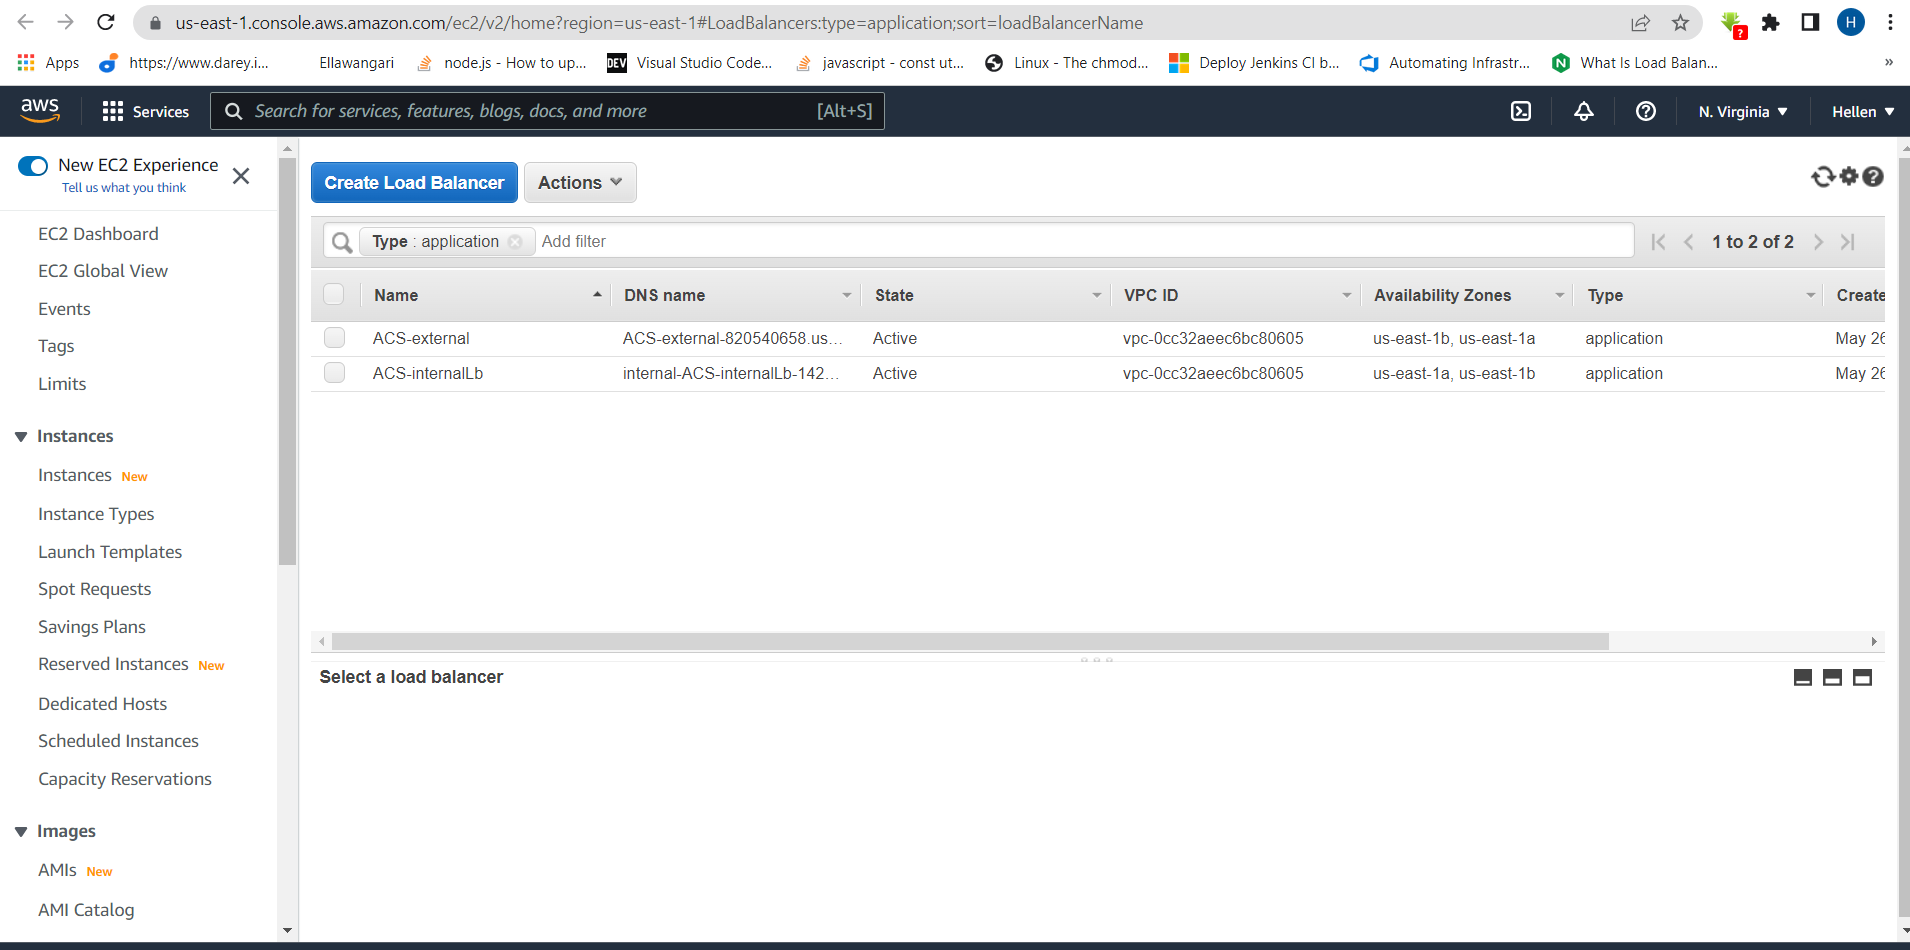 us-east-1.console.aws.amazon.com/ec2/v2/home?region=us-east-1#LoadBalancers:type=application;sort=loadBalancerName
?
H
Apps https://www.darey.i... Ellawangari node.js - How to up... DEV Visual Studio Code... javascript - const ut... Linux - The chmod... Deploy Jenkins CI b... Automating Infrastr... N What Is Load Balan... »
aws Services Search for services, features, blogs, docs, and more [Alt+S] N. Virginia Hellen
New EC2 Experience
Tell us what you think
EC2 Dashboard
EC2 Global View
Events
Tags
Limits
Instances
Instances New
Instance Types
Launch Templates
Spot Requests
Savings Plans
Reserved Instances New
Dedicated Hosts
Scheduled Instances
Capacity Reservations
Images
AMIs New
AMI Catalog
Create Load Balancer Actions
Type : application Add filter 1 to 2 of 2
Name DNS name State VPC ID Availability Zones Type Create
ACS-external ACS-external-820540658.us... Active vpc-0cc32aeec6bc80605 us-east-1b, us-east-1a application May 26
ACS-internalLb internal-ACS-internalLb-142... Active vpc-0cc32aeec6bc80605 us-east-1a, us-east-1b application May 26
Select a load balancer